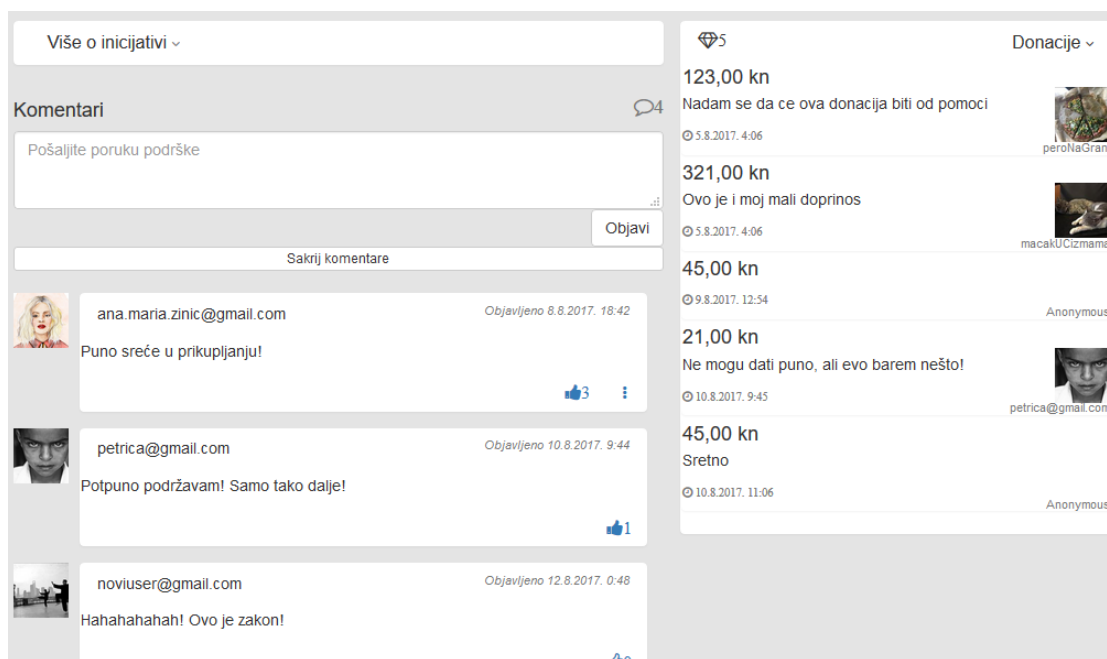 Više o inicijativi
Komentari
4
Pošaljite poruku podrške
Objavi
Sakrij komentare
ana.maria.zinic@gmail.com
Objavljeno 8.8.2017. 18:42
Puno sreće u prikupljanju!
3
petrica@gmail.com
Objavljeno 10.8.2017. 9:44
Potpuno podržavam! Samo tako dalje!
1
noviuser@gmail.com
Objavljeno 12.8.2017. 0:48
Hahahahahah! Ovo je zakon!
5
Donacije
123,00 kn
Nadam se da ce ova donacija biti od pomoci
5.8.2017. 4:06
peroNaGran
321,00 kn
Ovo je i moj mali doprinos
5.8.2017. 4:06
macakUCizmama
45,00 kn
9.8.2017. 12:54
Anonymous
21,00 kn
Ne mogu dati puno, ali evo barem nešto!
10.8.2017. 9:45
petrica@gmail.com
45,00 kn
Sretno
10.8.2017. 11:06
Anonymous